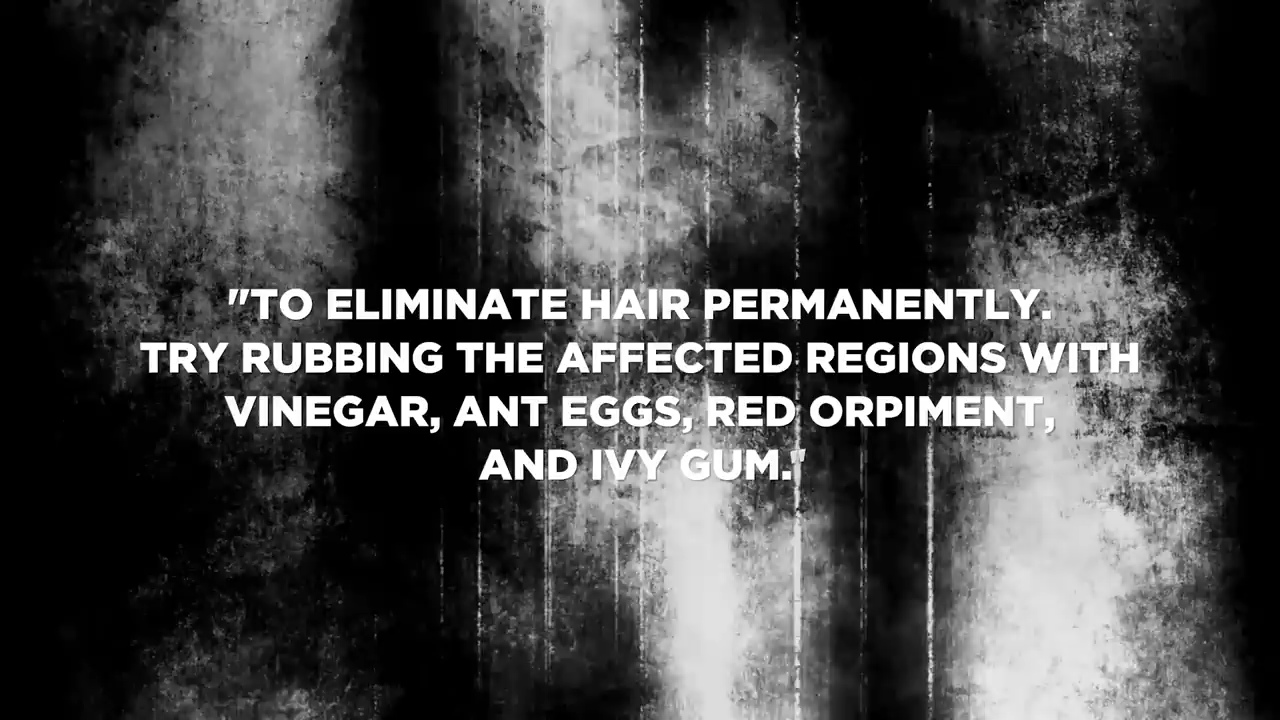 "TO ELIMINATE HAIR PERMANENTLY.
TRY RUBBING THE AFFECTED REGIONS WITH
VINEGAR, ANT EGGS, RED ORPIMENT,
AND IVY GUM."